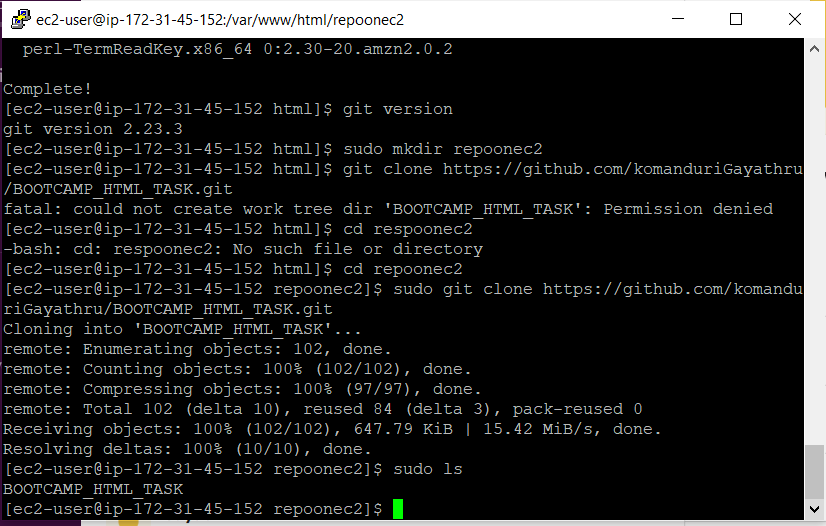 ec2-user@ip-172-31-45-152:/var/www/html/repoonec2
perl-TermReadKey.x86_64 0:2.30-20.amzn2.0.2
Complete!
[ec2-user@ip-172-31-45-152 html]$ git version
git version 2.23.3
[ec2-user@ip-172-31-45-152 html]$ sudo mkdir repoonec2
[ec2-user@ip-172-31-45-152 html]$ git clone https://github.com/komanduriGayathru
/BOOTCAMP_HTML_TASK.git
fatal: could not create work tree dir 'BOOTCAMP_HTML_TASK': Permission denied
[ec2-user@ip-172-31-45-152 html]$ cd respoonec2
-bash: cd: respoonec2: No such file or directory
[ec2-user@ip-172-31-45-152 html]$ cd repoonec2
[ec2-user@ip-172-31-45-152 repoonec2]$ sudo git clone https://github.com/komandu
riGayathru/BOOTCAMP_HTML_TASK.git
Cloning into 'BOOTCAMP_HTML_TASK'...
remote: Enumerating objects: 102, done.
remote: Counting objects: 100% (102/102), done.
remote: Compressing objects: 100% (97/97), done.
remote: Total 102 (delta 10), reused 84 (delta 3), pack-reused 0
Receiving objects: 100% (102/102), 647.79 KiB | 15.42 MiB/s, done.
Resolving deltas: 100% (10/10), done.
[ec2-user@ip-172-31-45-152 repoonec2]$ sudo ls
BOOTCAMP_HTML_TASK
[ec2-user@ip-172-31-45-152 repoonec2]$